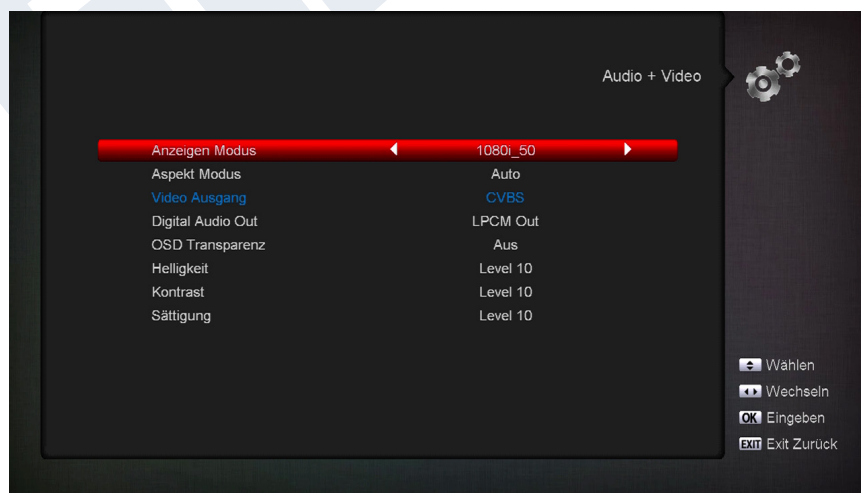 Audio + Video
Anzeigen Modus 1080i_50
Aspekt Modus Auto
Video Ausgang CVBS
Digital Audio Out LPCM Out
OSD Transparenz Aus
Helligkeit Level 10
Kontrast Level 10
Sättigung Level 10
Wählen
Wechseln
OK Eingeben
EXIT Exit Zurück